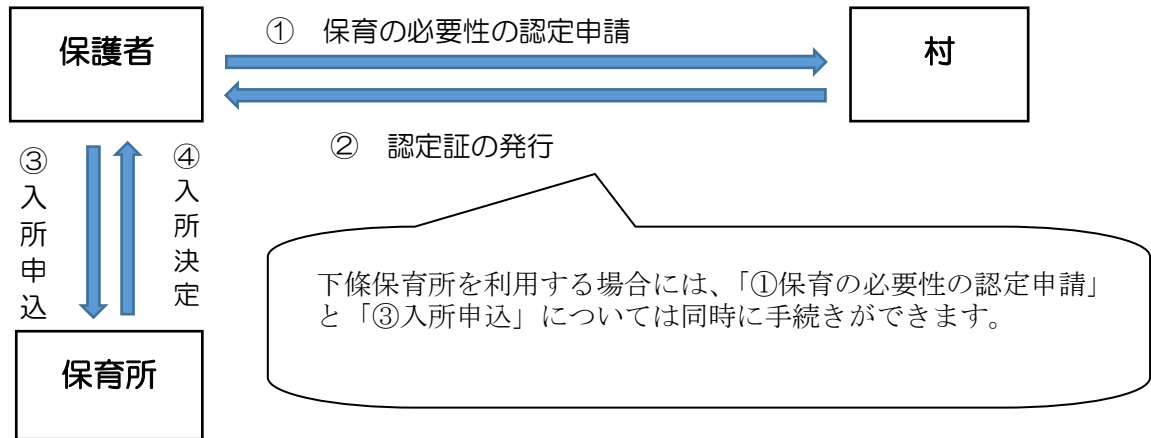 保護者
① 保育の必要性の認定申請
村
② 認定証の発行
③入所申込
④入所決定
下條保育所を利用する場合には、「①保育の必要性の認定申請」
と「③入所申込」については同時に手続きができます。
保育所